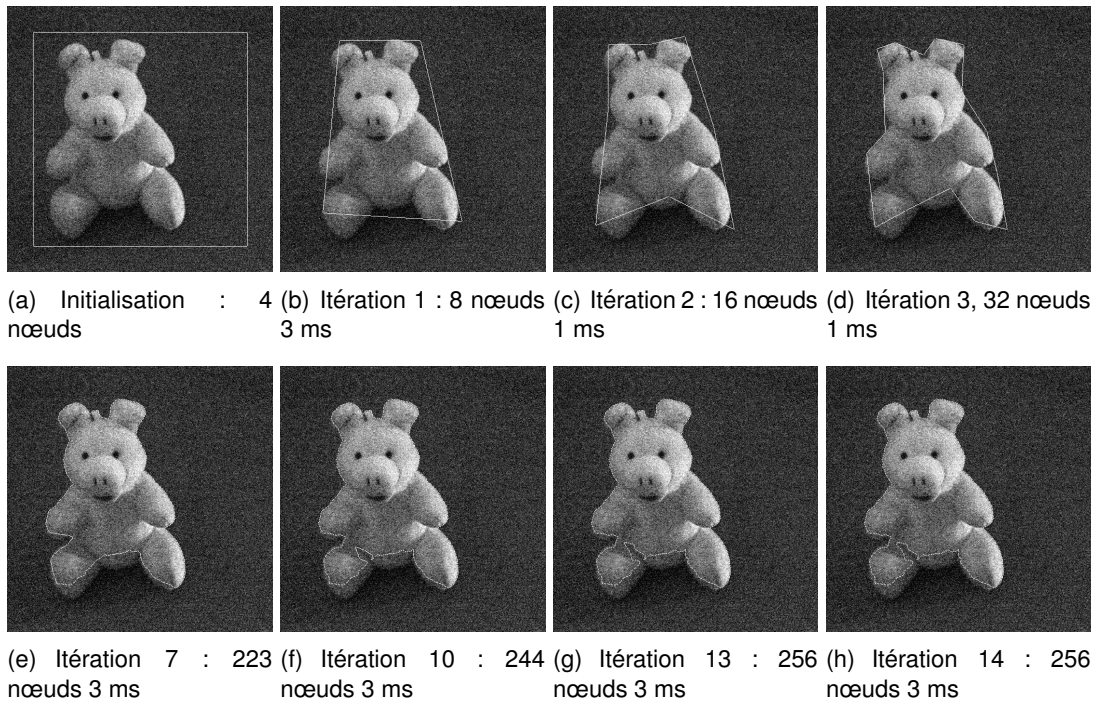 (a) Initialisation : 4
nœuds
(b) Itération 1 : 8 nœuds
3 ms
(c) Itération 2 : 16 nœuds
1 ms
(d) Itération 3, 32 nœuds
1 ms
(e) Itération 7 : 223
nœuds 3 ms
(f) Itération 10 : 244
nœuds 3 ms
(g) Itération 13 : 256
nœuds 3 ms
(h) Itération 14 : 256
nœuds 3 ms